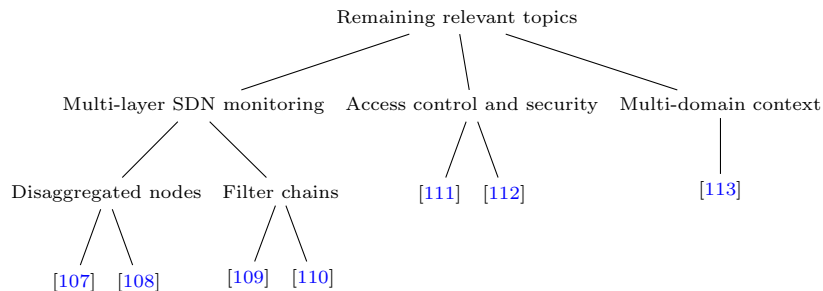 Remaining relevant topics
Multi-layer SDN monitoring Access control and security Multi-domain context
Disaggregated nodes Filter chains [111] [112] [113]
[107] [108] [109] [110]